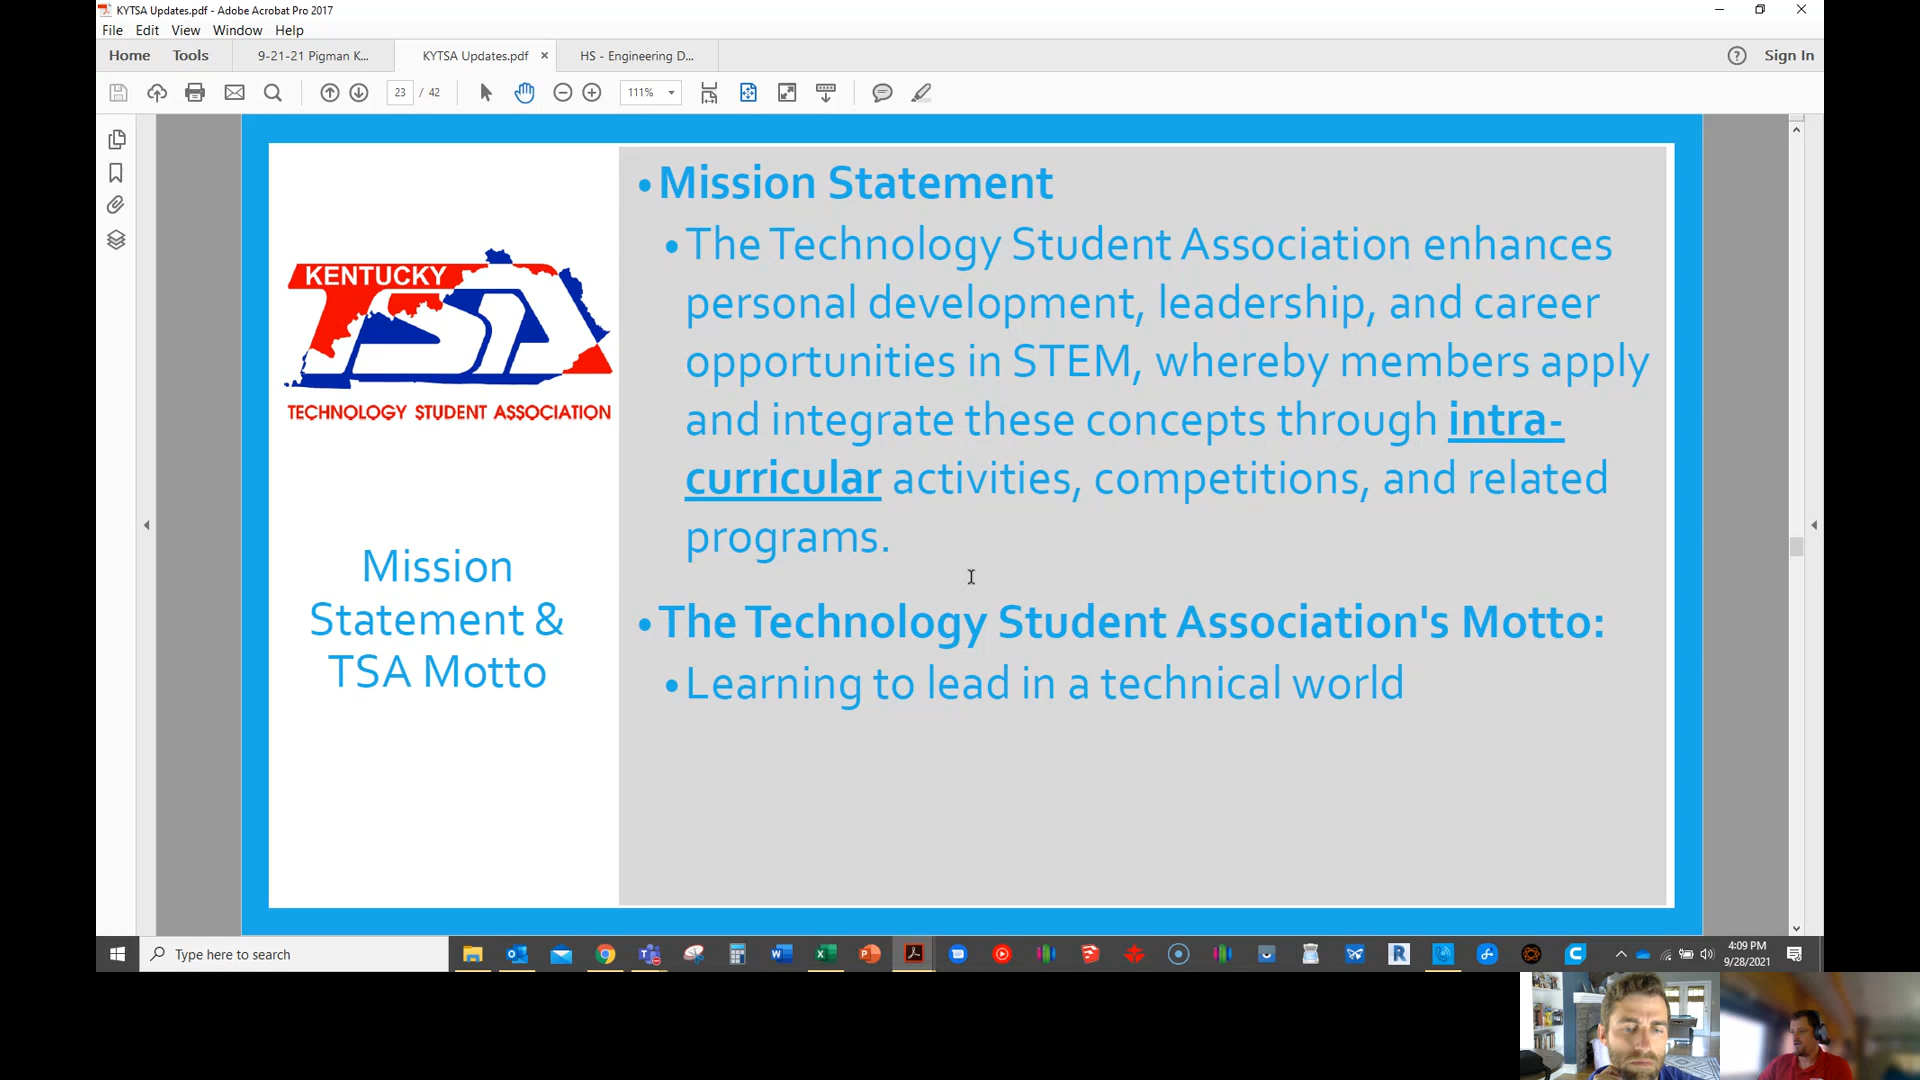 KYTSA Updates.pdf - Adobe Acrobat Pro 2017
File Edit View Window Help
Home Tools 9-21-21 Pigman K... KYTSA Updates.pdf × HS - Engineering D... Sign In
23 / 42 111%
KENTUCKY
TSA
TECHNOLOGY STUDENT ASSOCIATION
Mission
Statement &
TSA Motto
• Mission Statement
• The Technology Student Association enhances
personal development, leadership, and career
opportunities in STEM, whereby members apply
and integrate these concepts through intra-
curricular activities, competitions, and related
programs.
• The Technology Student Association's Motto:
• Learning to lead in a technical world
Type here to search
4:09 PM
9/28/2021